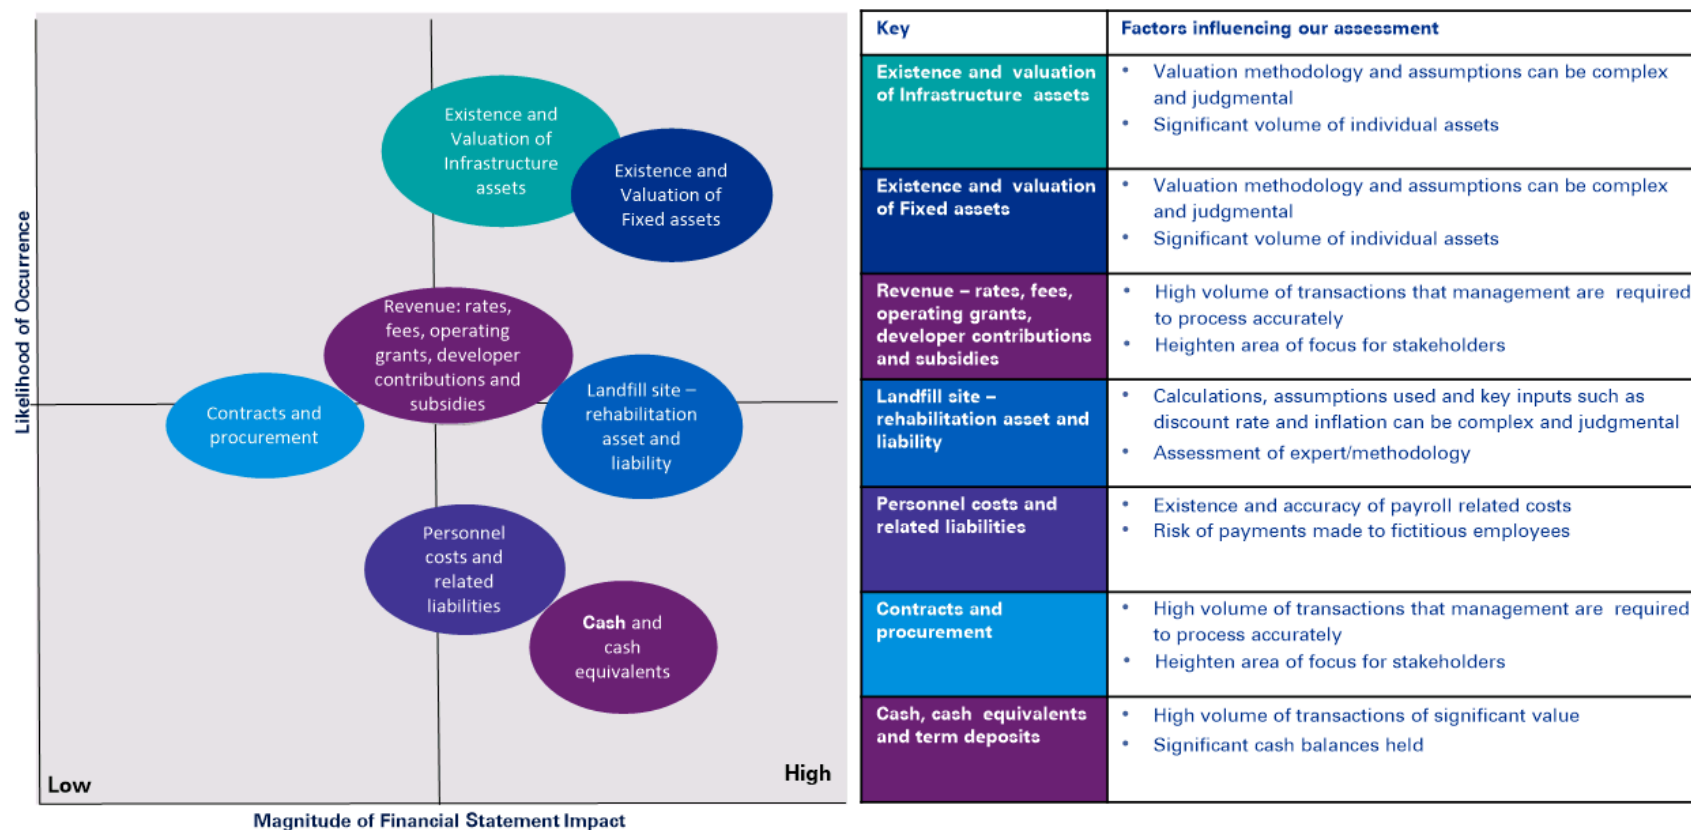 Existence and
Valuation of
Infrastructure
assets
Existence and
Valuation of
Fixed assets
Revenue: rates,
fees, operating
grants, developer
contributions and
subsidies
Contracts and
procurement
Landfill site –
rehabilitation
asset and
liability
Personnel
costs and
related
liabilities
Cash and
cash
equivalents
Likelihood of Occurrence
Low
High
Magnitude of Financial Statement Impact
Key
Factors influencing our assessment
Existence and valuation
of Infrastructure assets
• Valuation methodology and assumptions can be complex
and judgmental
• Significant volume of individual assets
Existence and valuation
of Fixed assets
• Valuation methodology and assumptions can be complex
and judgmental
• Significant volume of individual assets
Revenue – rates, fees,
operating grants,
developer contributions
and subsidies
• High volume of transactions that management are required
to process accurately
• Heighten area of focus for stakeholders
Landfill site –
rehabilitation asset and
liability
• Calculations, assumptions used and key inputs such as
discount rate and inflation can be complex and judgmental
• Assessment of expert/methodology
Personnel costs and
related liabilities
• Existence and accuracy of payroll related costs
• Risk of payments made to fictitious employees
Contracts and
procurement
• High volume of transactions that management are required
to process accurately
• Heighten area of focus for stakeholders
Cash, cash equivalents
and term deposits
• High volume of transactions of significant value
• Significant cash balances held